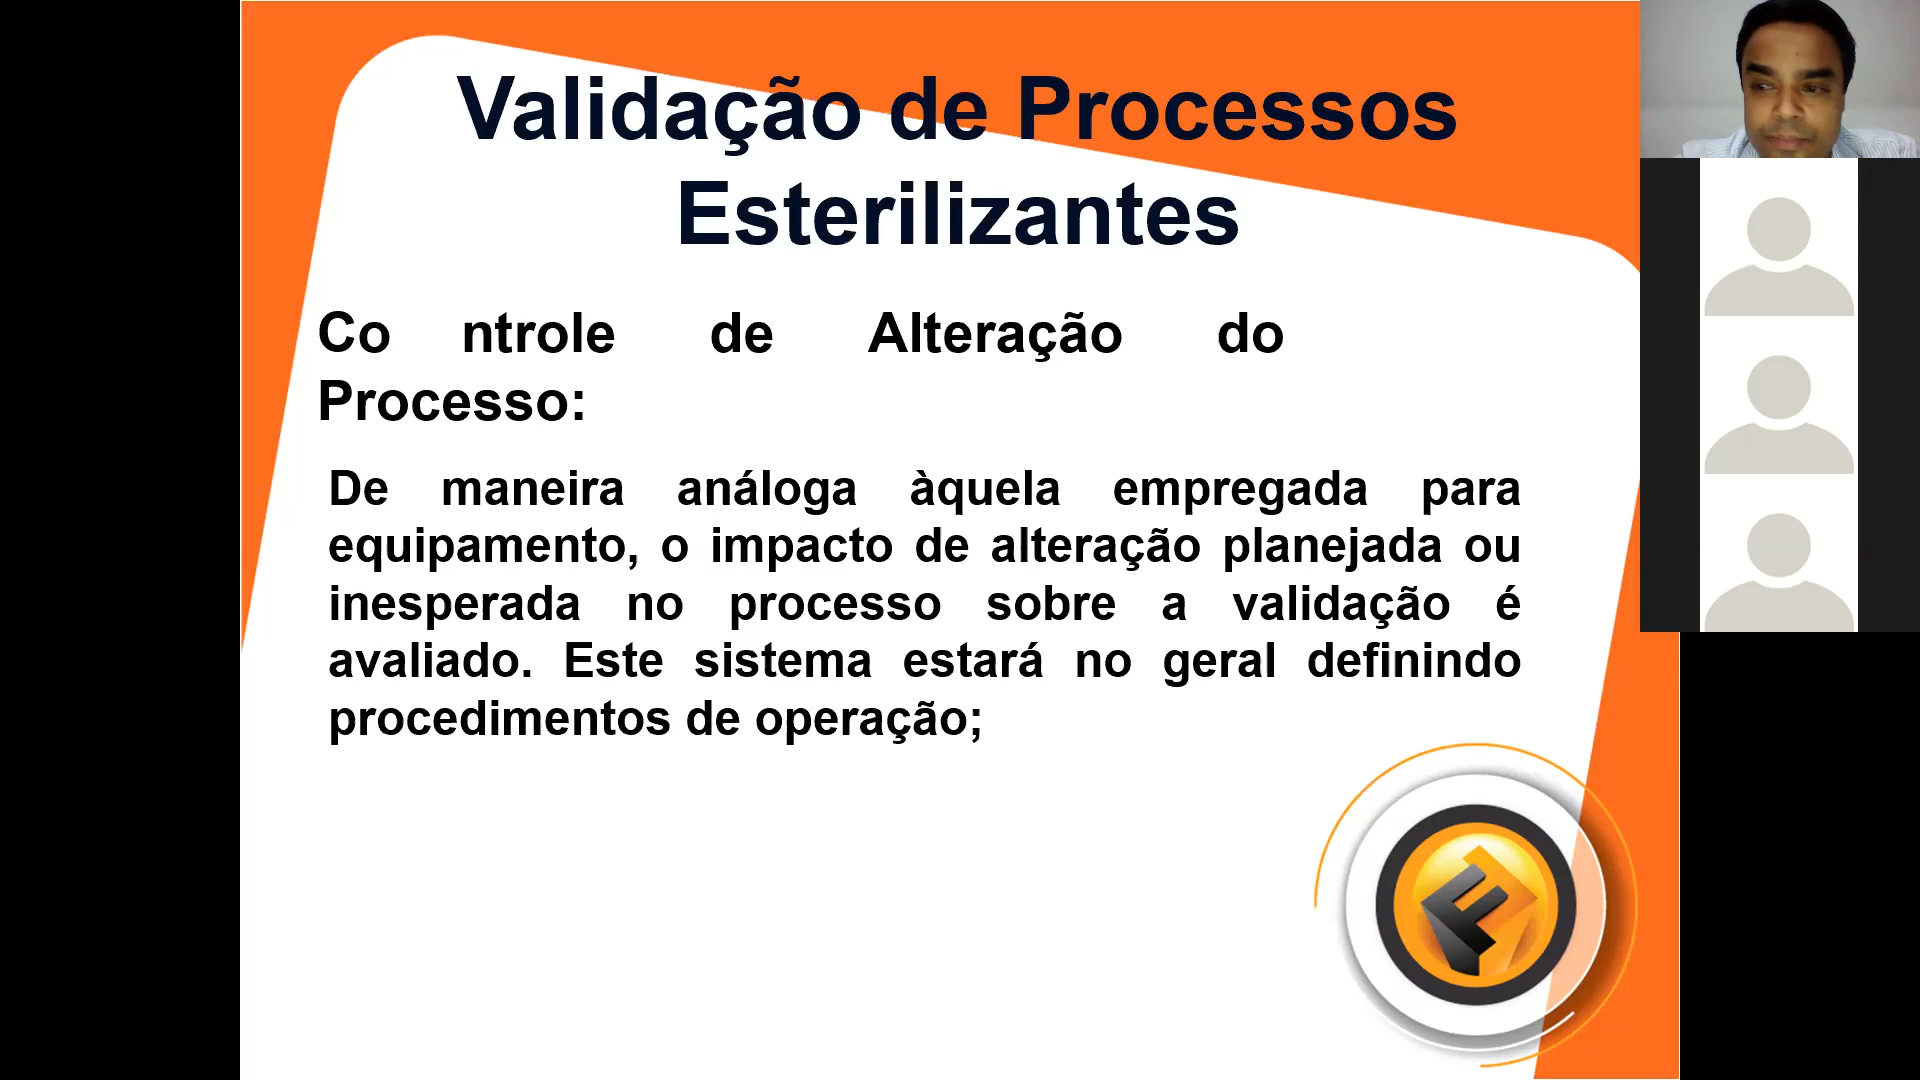 Validação de Processos
Esterilizantes
Co ntrole de Alteração do
Processo:
De maneira análoga àquela empregada para
equipamento, o impacto de alteração planejada ou
inesperada no processo sobre a validação é
avaliado. Este sistema estará no geral definindo
procedimentos de operação;